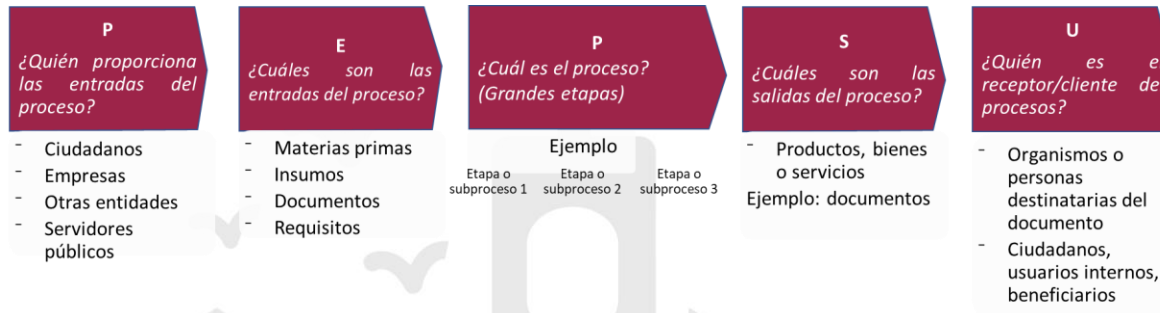 P
¿Quién proporciona
las entradas del
proceso?
- Ciudadanos
- Empresas
- Otras entidades
- Servidores
públicos
E
¿Cuáles son las
entradas del proceso?
- Materias primas
- Insumos
- Documentos
- Requisitos
P
¿Cuál es el proceso?
(Grandes etapas)
Ejemplo
Etapa o
subproceso 1
Etapa o
subproceso 2
Etapa o
subproceso 3
S
¿Cuáles son las
salidas del proceso?
- Productos, bienes
o servicios
Ejemplo: documentos
U
¿Quién es
receptor/cliente
procesos?
- Organismos o
personas
destinatarias del
documento
- Ciudadanos,
usuarios internos,
beneficiarios